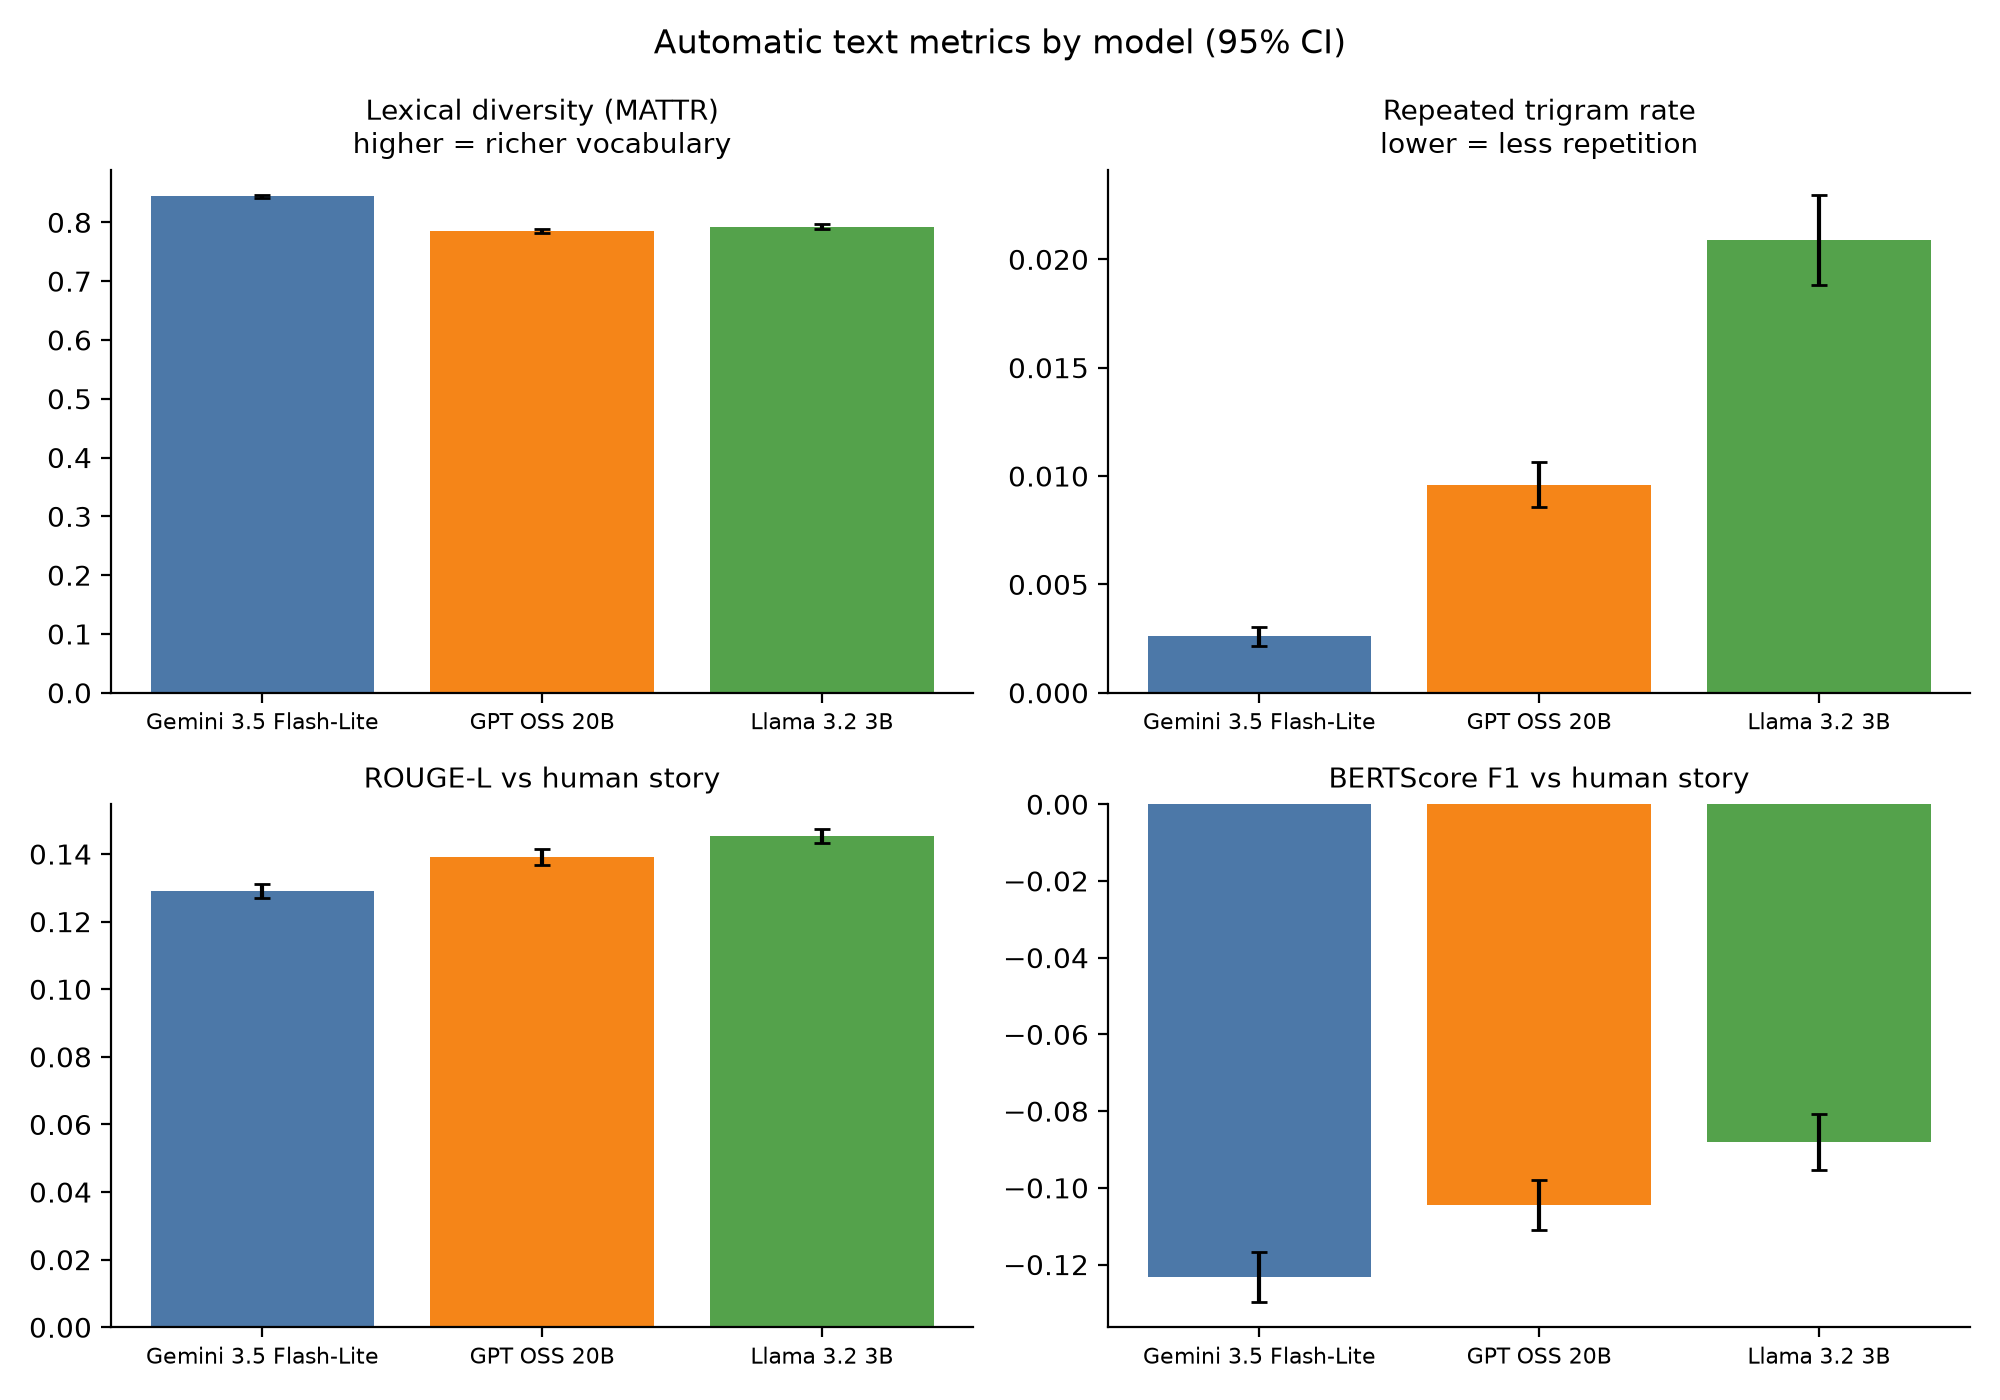 Automatic text metrics by model (95% CI)
Lexical diversity (MATTR)
higher = richer vocabulary
0.8
0.7
0.6
0.5
0.4
0.3
0.2
0.1
0.0
Gemini 3.5 Flash-Lite GPT OSS 20B Llama 3.2 3B
Repeated trigram rate
lower = less repetition
0.020
0.015
0.010
0.005
0.000
Gemini 3.5 Flash-Lite GPT OSS 20B Llama 3.2 3B
ROUGE-L vs human story
0.14
0.12
0.10
0.08
0.06
0.04
0.02
0.00
Gemini 3.5 Flash-Lite GPT OSS 20B Llama 3.2 3B
BERTScore F1 vs human story
0.00
−0.02
−0.04
−0.06
−0.08
−0.10
−0.12
Gemini 3.5 Flash-Lite GPT OSS 20B Llama 3.2 3B